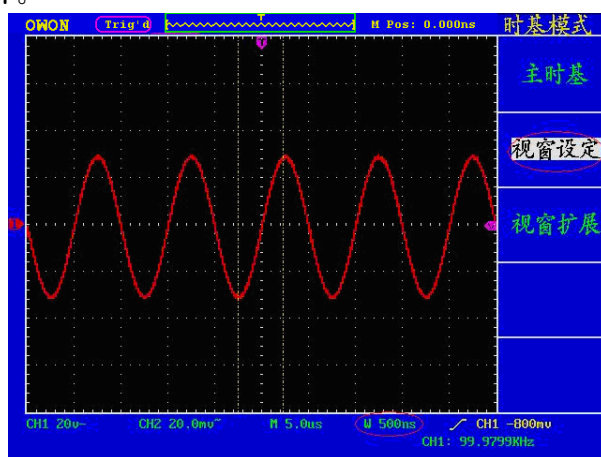 OWON Trig'd T M Pos: 0.000ns 时基模式
T
主时基
视窗设定
1
视窗扩展
CH1 20v- CH2 20.0mv~ M 5.0us W 500ns CH1 -800mv
CH1: 99.9799KHz